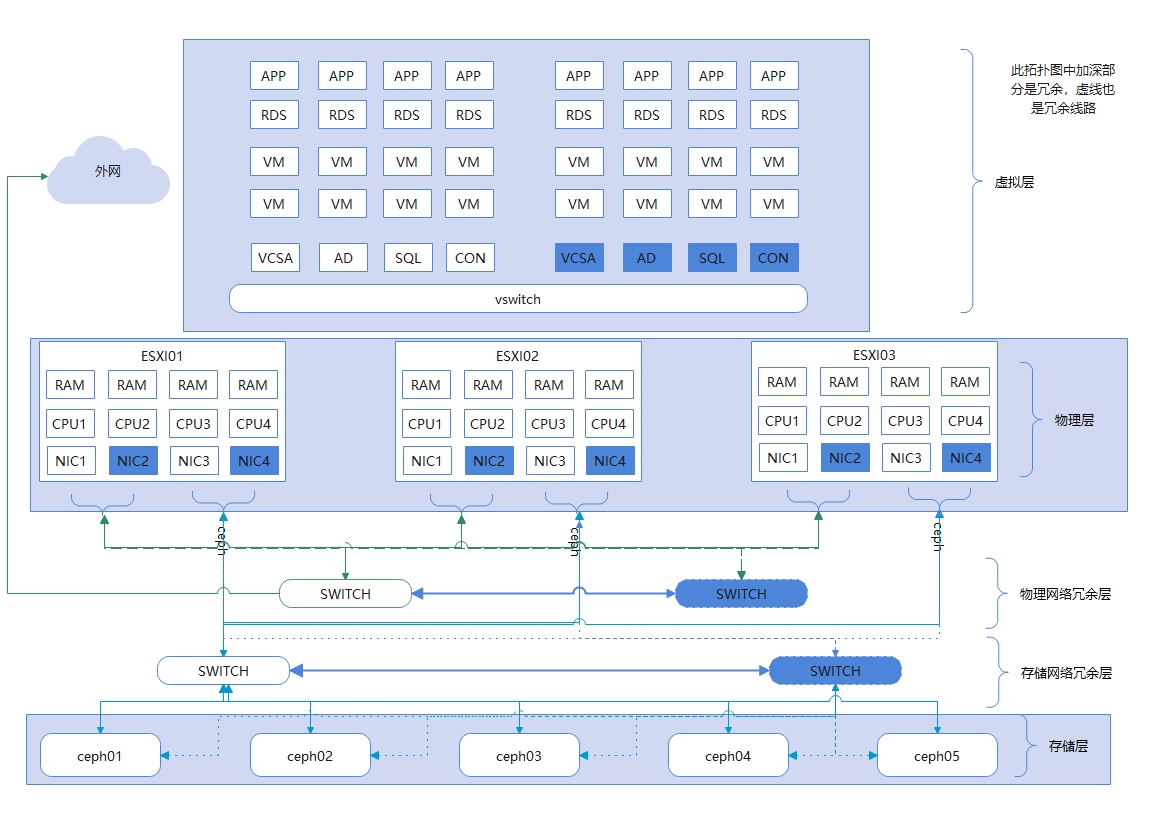 APP APP APP APP APP APP APP APP
此拓扑图中加深部
分是冗余，虚线也
是冗余线路
RDS RDS RDS RDS RDS RDS RDS RDS
VM VM VM VM VM VM VM VM
外网
虚拟层
VM VM VM VM VM VM VM VM
VCSA AD SQL CON VCSA AD SQL CON
vswitch
ESXI01 ESXI02 ESXI03
RAM RAM RAM RAM RAM RAM RAM RAM RAM RAM RAM RAM
CPU1 CPU2 CPU3 CPU4 CPU1 CPU2 CPU3 CPU4 CPU1 CPU2 CPU3 CPU4
物理层
NIC1 NIC2 NIC3 NIC4 NIC1 NIC2 NIC3 NIC4 NIC1 NIC2 NIC3 NIC4
ceph ceph ceph
SWITCH SWITCH
物理网络冗余层
SWITCH SWITCH
存储网络冗余层
ceph01 ceph02 ceph03 ceph04 ceph05
存储层